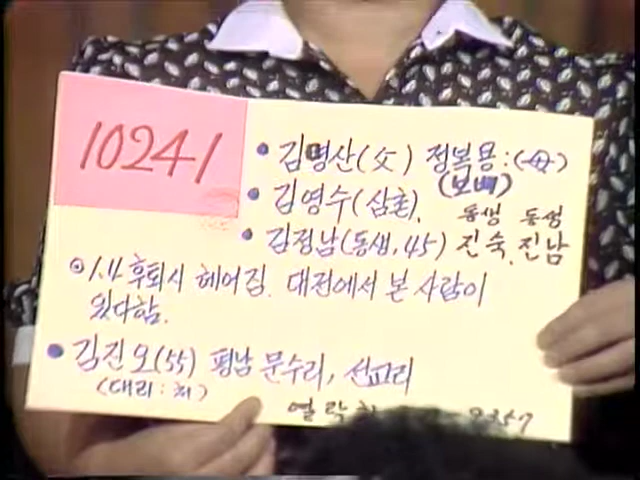 10241
• 김명산(父) 정복용:(母)
(보배)
• 김영수(삼촌). 동생 동생
• 김정남(동생.45) 진숙.진남
◎ 1.4 후퇴시 헤어짐. 대전에서 본 사람이
있다함.
• 김진오(55) 평남 문수리, 선교리
(대리:처)
연락